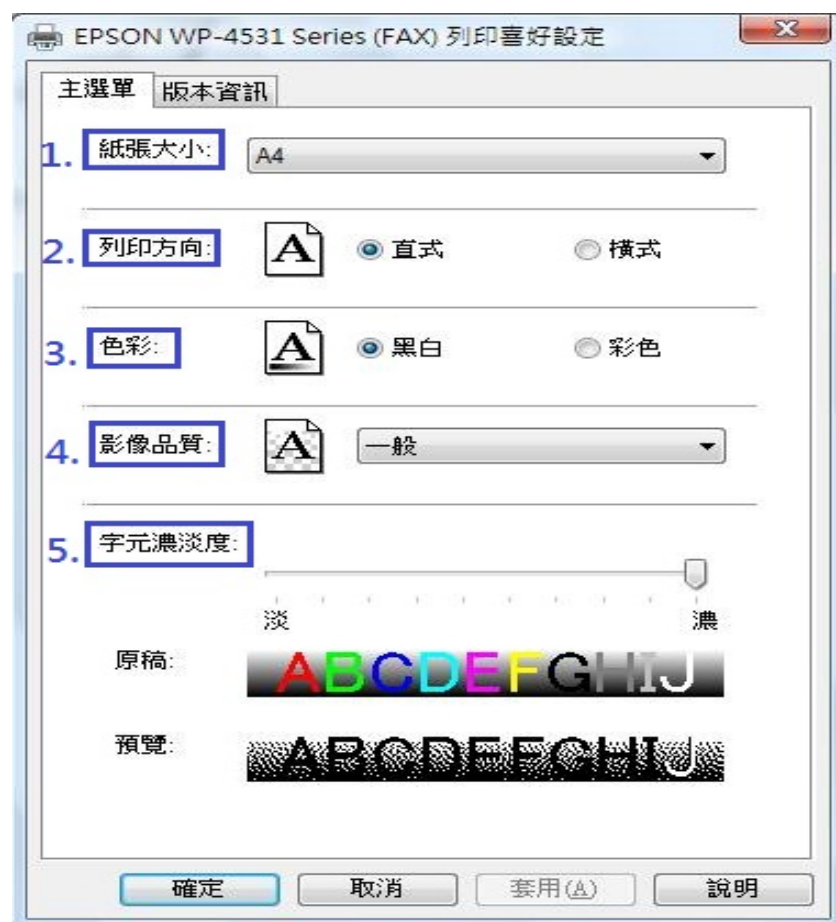 EPSON WP-4531 Series (FAX) 列印喜好設定
主選單 版本資訊
1. 紙張大小: A4
2. 列印方向: A 直式 橫式
3. 色彩: A 黑白 彩色
4. 影像品質: A 一般
5. 字元濃淡度:
淡 濃
原稿: ABCDEFGHIJ
預覽: ABCDEFGHIJ
確定 取消 套用(A) 說明